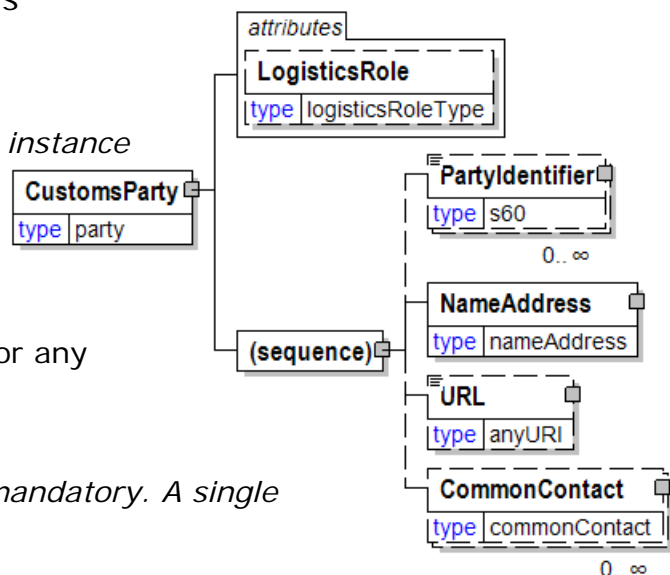 s
attributes
LogisticsRole
type logisticsRoleType
instance
CustomsParty
type party
PartyIdentifier
type s60
0.. ∞
NameAddress
type nameAddress
or any
(sequence)
URL
type anyURI
mandatory. A single
CommonContact
type commonContact
0.. ∞